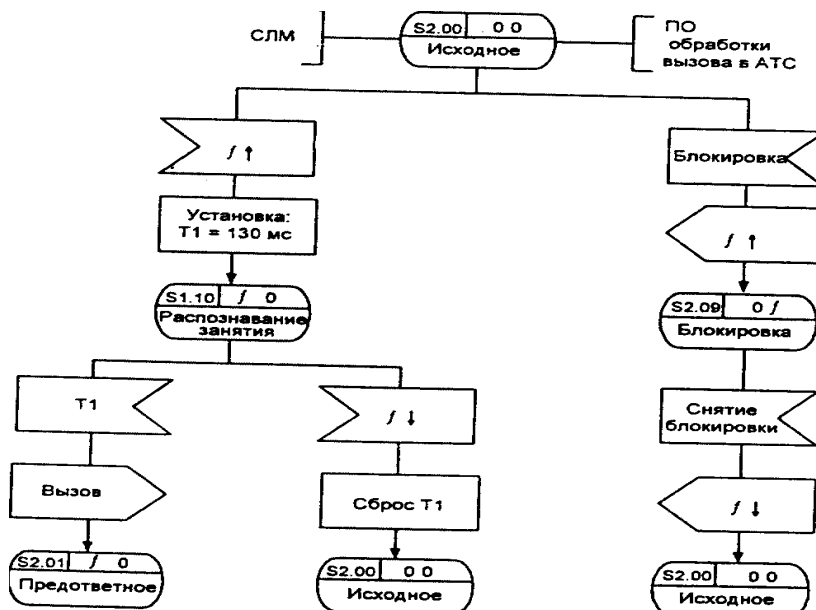 СЛМ
S2.00 0 0
Исходное
ПО
обработки
вызова в АТС
f ↑
Блокировка
Установка:
T1 = 130 мс
f ↑
S1.10 f 0
Распознавание
занятия
S2.09 0 f
Блокировка
T1
f ↓
Снятие
блокировки
Вызов
Сброс T1
f ↓
S2.01 f 0
Предответное
S2.00 0 0
Исходное
S2.00 0 0
Исходное